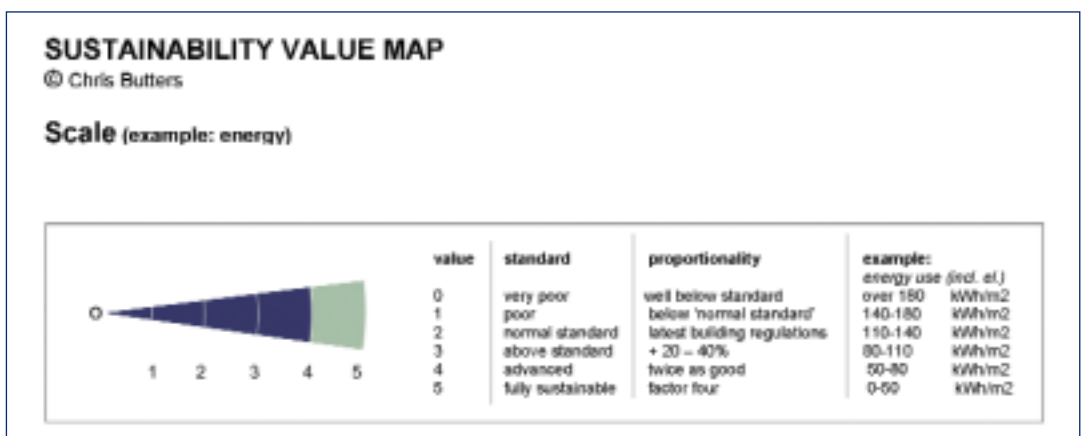 SUSTAINABILITY VALUE MAP
© Chris Butters
Scale (example: energy)
value standard proportionality example:
energy use (incl. el.)
0 very poor well below standard over 180 kWh/m2
1 poor below 'normal standard' 140-180 kWh/m2
2 normal standard latest building regulations 110-140 kWh/m2
3 above standard + 20 – 40% 80-110 kWh/m2
4 advanced twice as good 50-80 kWh/m2
5 fully sustainable factor four 0-50 kWh/m2
0
1 2 3 4 5